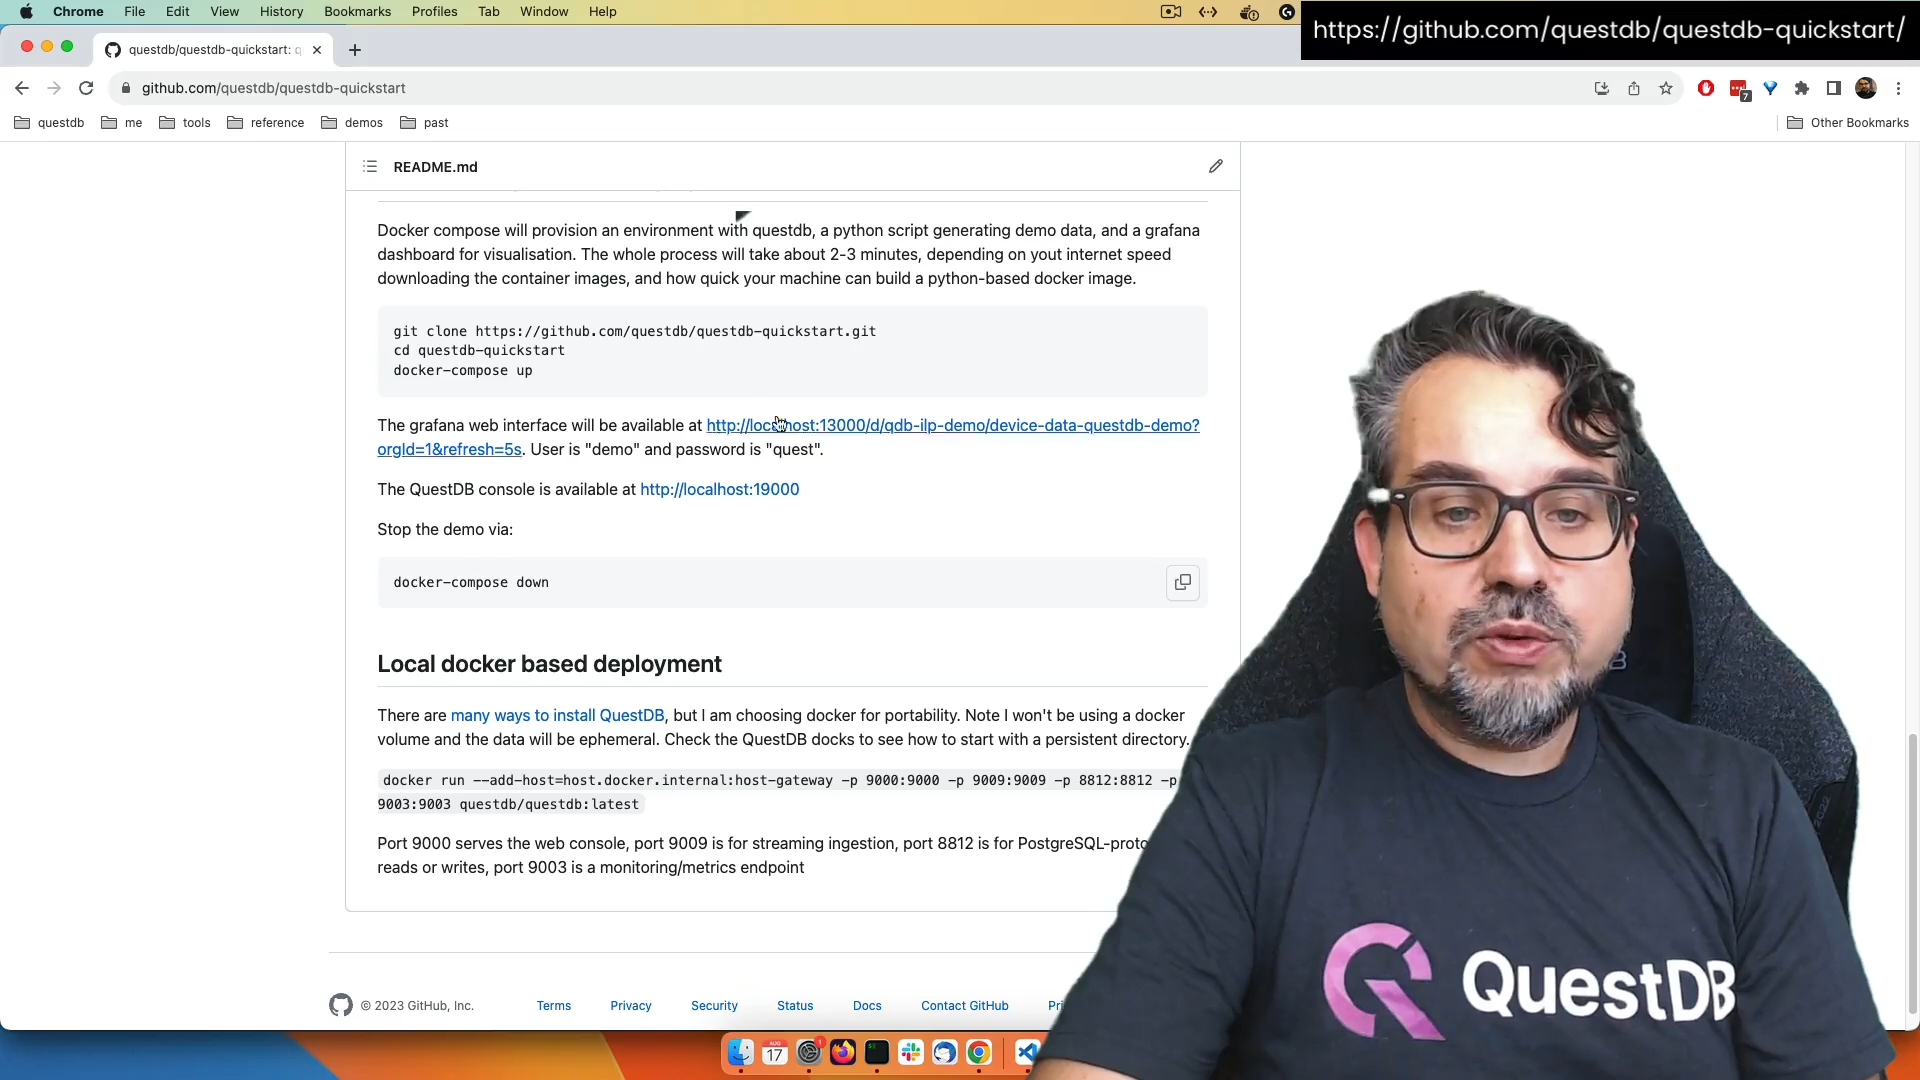 Chrome File Edit View History Bookmarks Profiles Tab Window Help
https://github.com/questdb/questdb-quickstart/
questdb/questdb-quickstart: q
github.com/questdb/questdb-quickstart
7
questdb me tools reference demos past Other Bookmarks
README.md
Docker compose will provision an environment with questdb, a python script generating demo data, and a grafana
dashboard for visualisation. The whole process will take about 2-3 minutes, depending on yout internet speed
downloading the container images, and how quick your machine can build a python-based docker image.
git clone https://github.com/questdb/questdb-quickstart.git
cd questdb-quickstart
docker-compose up
The grafana web interface will be available at http://localhost:13000/d/qdb-ilp-demo/device-data-questdb-demo?
orgId=1&refresh=5s. User is "demo" and password is "quest".
The QuestDB console is available at http://localhost:19000
Stop the demo via:
docker-compose down
Local docker based deployment
There are many ways to install QuestDB, but I am choosing docker for portability. Note I won't be using a docker
volume and the data will be ephemeral. Check the QuestDB docks to see how to start with a persistent directory.
docker run --add-host=host.docker.internal:host-gateway -p 9000:9000 -p 9009:9009 -p 8812:8812 -p
9003:9003 questdb/questdb:latest
Port 9000 serves the web console, port 9009 is for streaming ingestion, port 8812 is for PostgreSQL-proto
reads or writes, port 9003 is a monitoring/metrics endpoint
© 2023 GitHub, Inc. Terms Privacy Security Status Docs Contact GitHub Pri
QuestDB
AUG
17
1